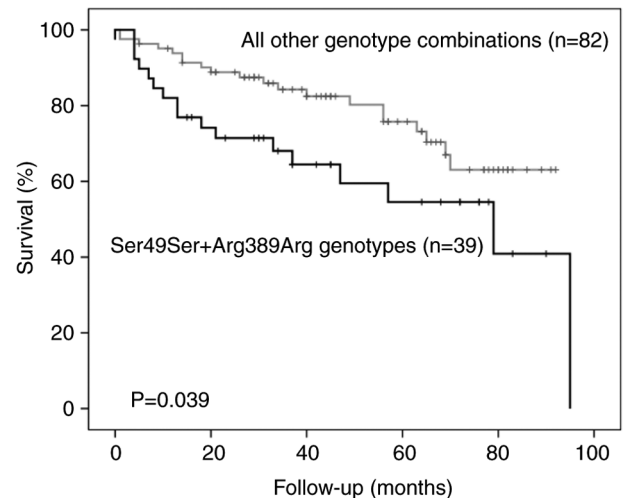 100
80
60
40
20
0
Survival (%)
All other genotype combinations (n=82)
Ser49Ser+Arg389Arg genotypes (n=39)
P=0.039
0 20 40 60 80 100
Follow-up (months)